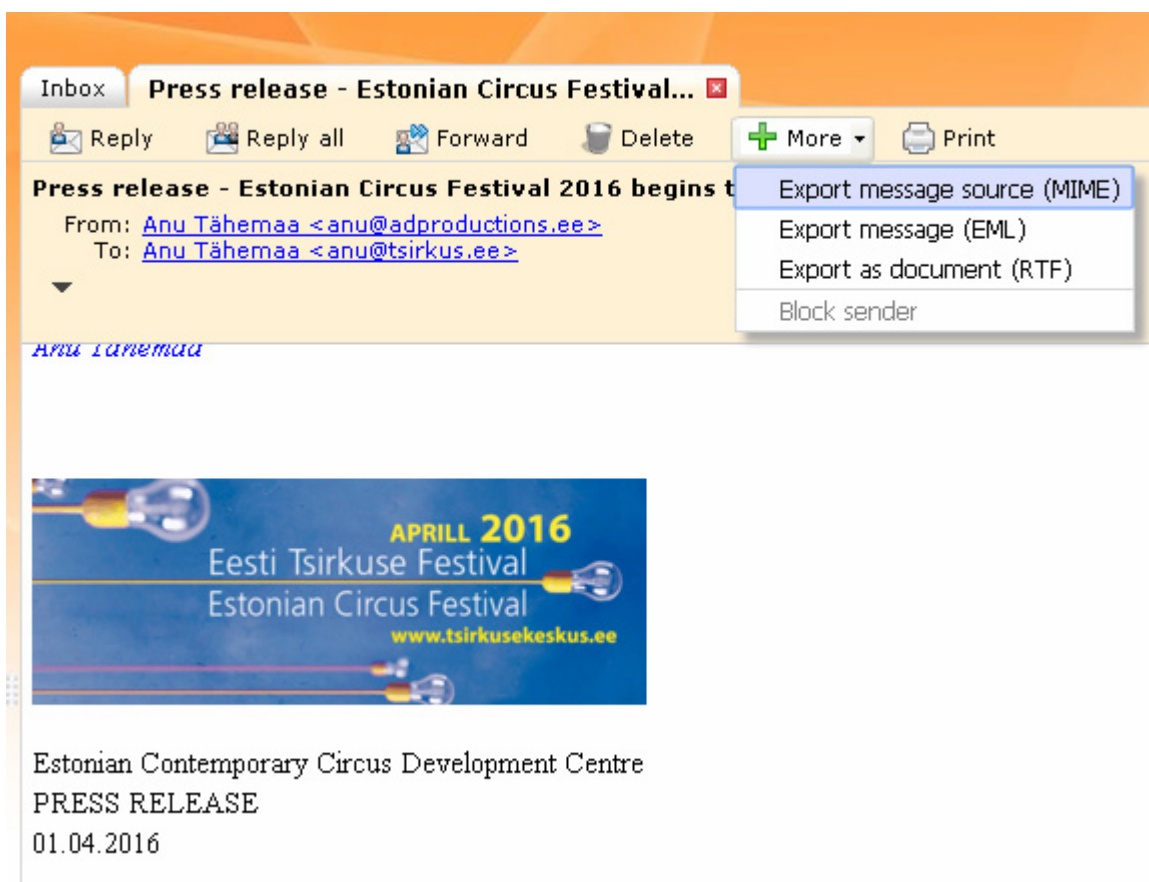 Inbox Press release - Estonian Circus Festival...
Reply Reply all Forward Delete More Print
Press release - Estonian Circus Festival 2016 begins t
From: Anu Tähemaa <anu@adproductions.ee>
To: Anu Tähemaa <anu@tsirkus.ee>
Export message source (MIME)
Export message (EML)
Export as document (RTF)
Block sender
Anu Tähemaa
APRILL 2016
Eesti Tsirkuse Festival
Estonian Circus Festival
www.tsirkusekeskus.ee
Estonian Contemporary Circus Development Centre
PRESS RELEASE
01.04.2016